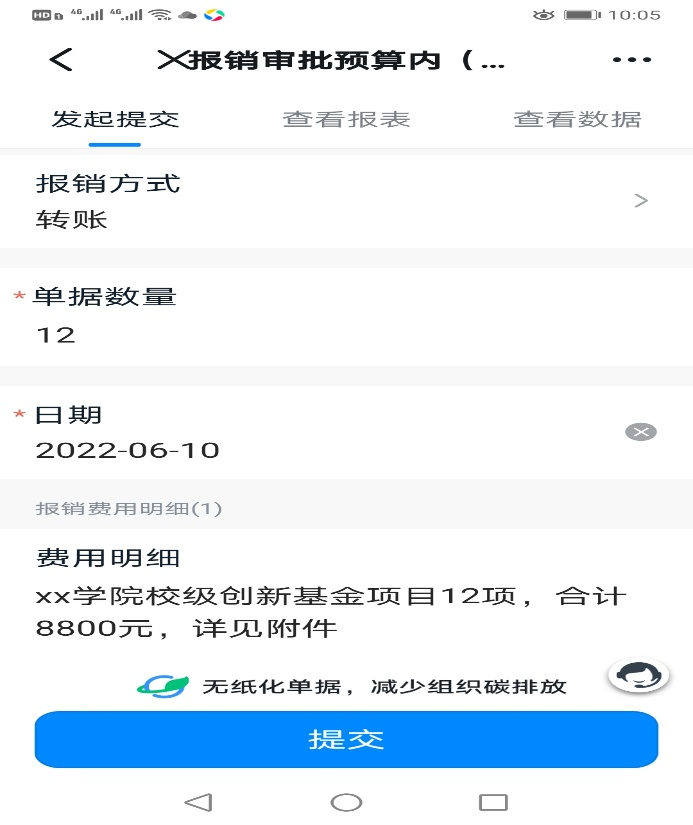 HD 4G 4G 10:05
报销审批预算内（...
发起提交 查看报表 查看数据
报销方式
转账
*单据数量
12
*日期
2022-06-10
报销费用明细(1)
费用明细
xx学院校级创新基金项目12项，合计
8800元，详见附件
无纸化单据，减少组织碳排放
提交